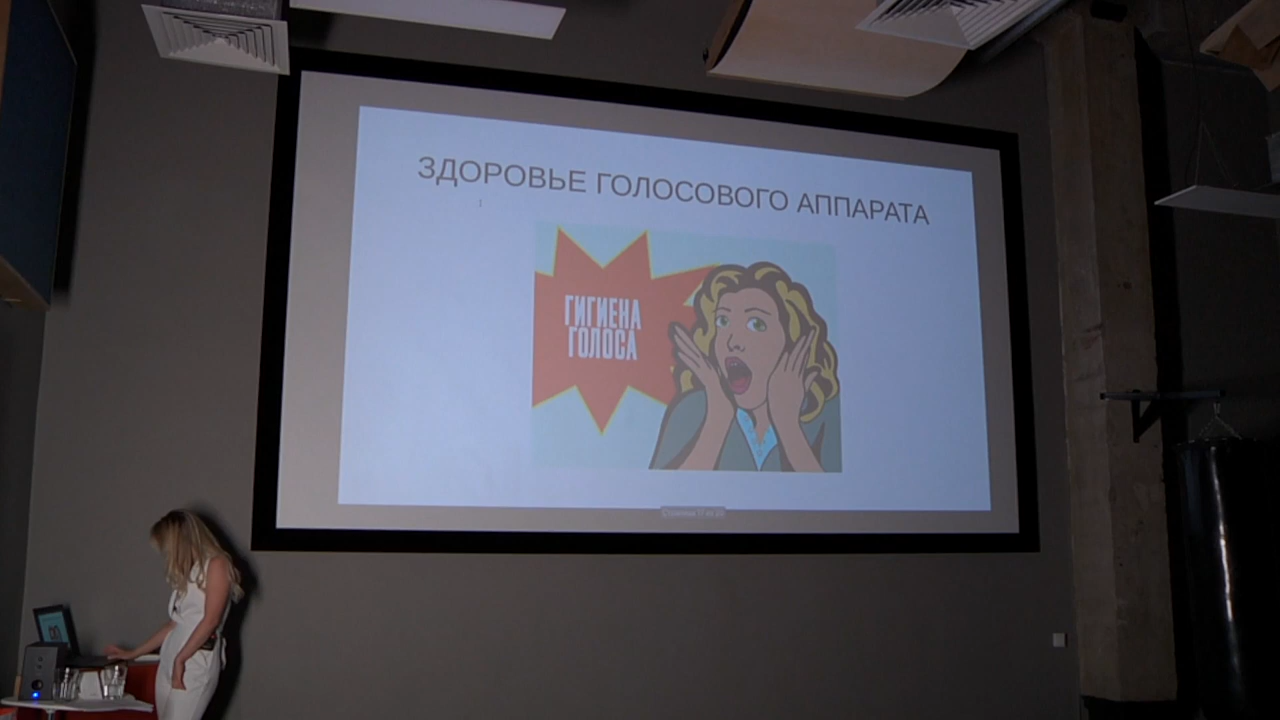 ЗДОРОВЬЕ ГОЛОСОВОГО АППАРАТА
ГИГИЕНА
ГОЛОСА